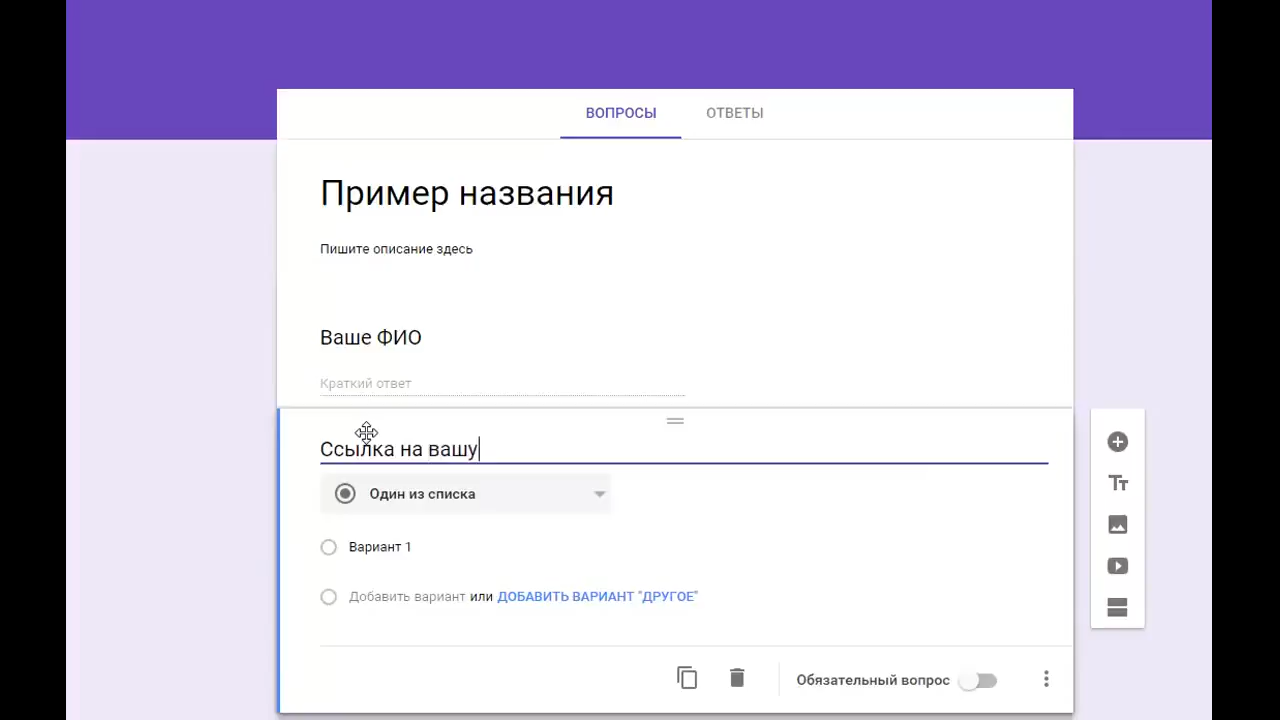 ВОПРОСЫ ОТВЕТЫ
Пример названия
Пишите описание здесь
Ваше ФИО
Краткий ответ
Ссылка на вашу
Один из списка
Вариант 1
Добавить вариант или ДОБАВИТЬ ВАРИАНТ "ДРУГОЕ"
Обязательный вопрос
Tт